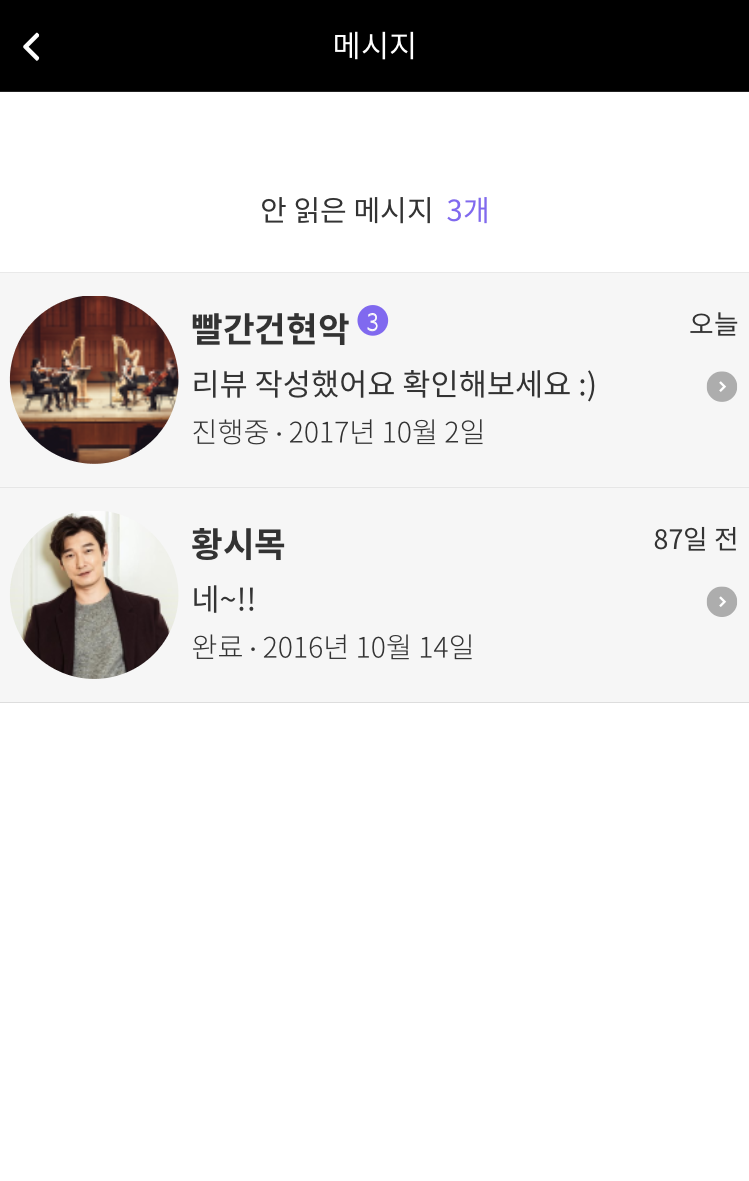 메시지
안 읽은 메시지 3개
빨간건현악 3 오늘
리뷰 작성했어요 확인해보세요 :)
진행중 · 2017년 10월 2일
황시목 87일 전
네~!!
완료 · 2016년 10월 14일